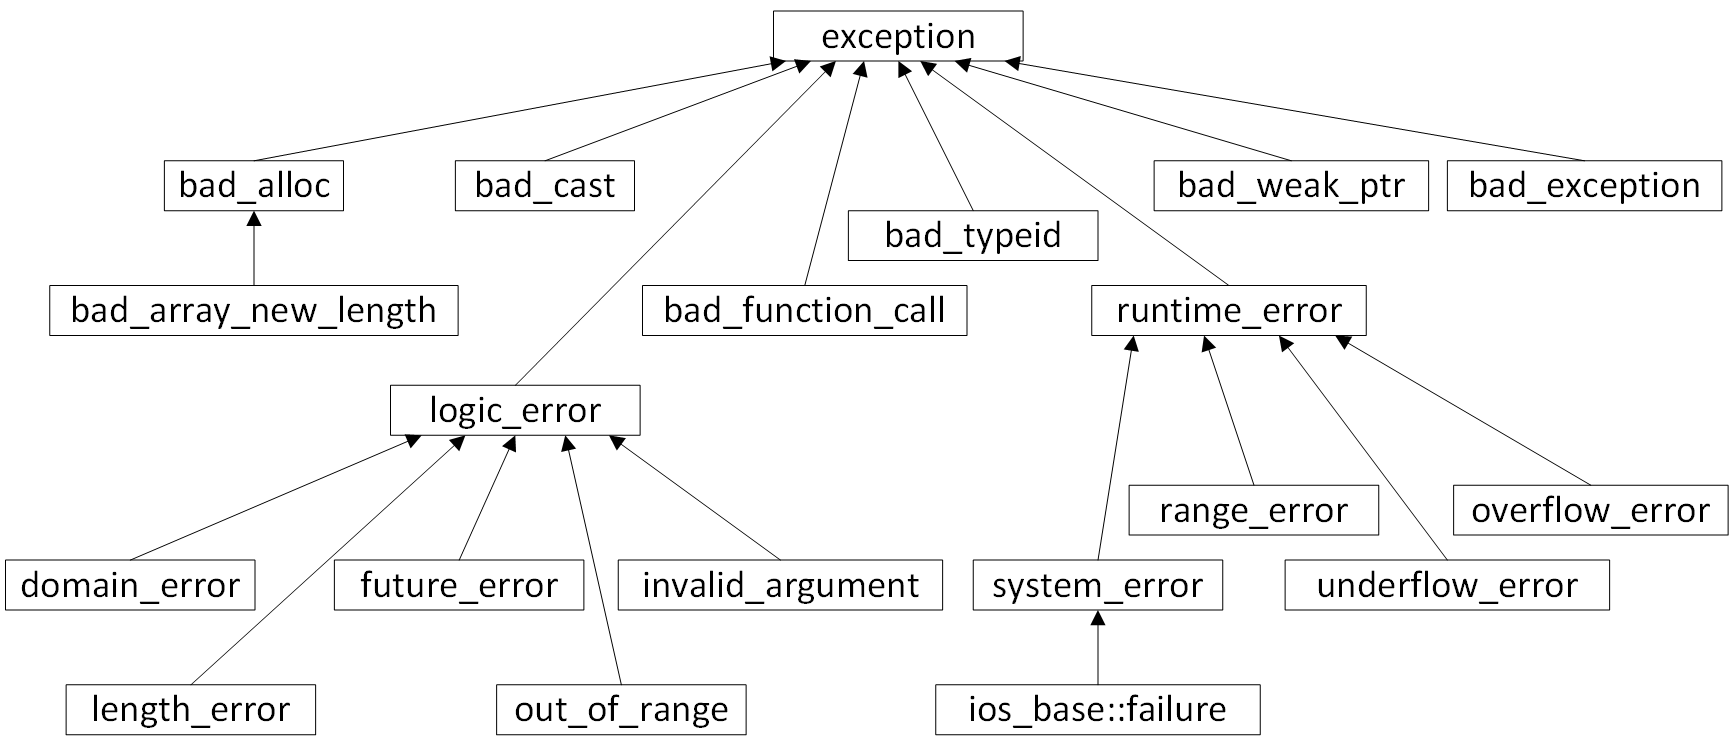 exception
bad_alloc
bad_cast
bad_weak_ptr
bad_exception
bad_typeid
bad_array_new_length
bad_function_call
runtime_error
logic_error
range_error
overflow_error
domain_error
future_error
invalid_argument
system_error
underflow_error
length_error
out_of_range
ios_base::failure